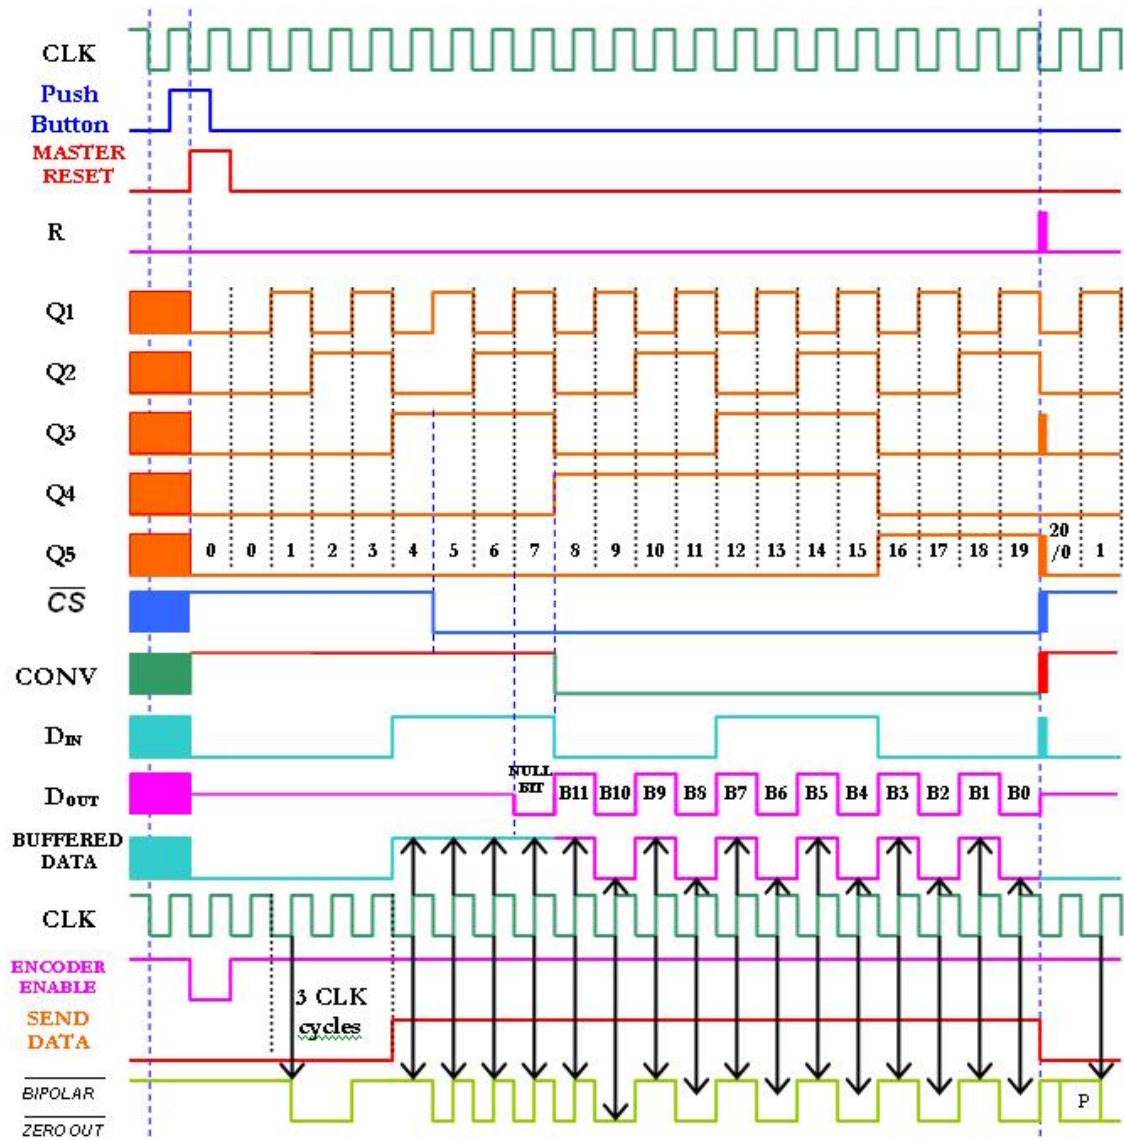 CLK
Push
Button
MASTER
RESET
R
Q1
Q2
Q3
Q4
Q5
0 0 1 2 3 4 5 6 7 8 9 10 11 12 13 14 15 16 17 18 19 20 /0 1
CS
CONV
DIN
DOUT
NULL
BIT
B11 B10 B9 B8 B7 B6 B5 B4 B3 B2 B1 B0
BUFFERED
DATA
CLK
ENCODER
ENABLE
3 CLK
cycles
SEND
DATA
BIPOLAR
P
ZERO OUT